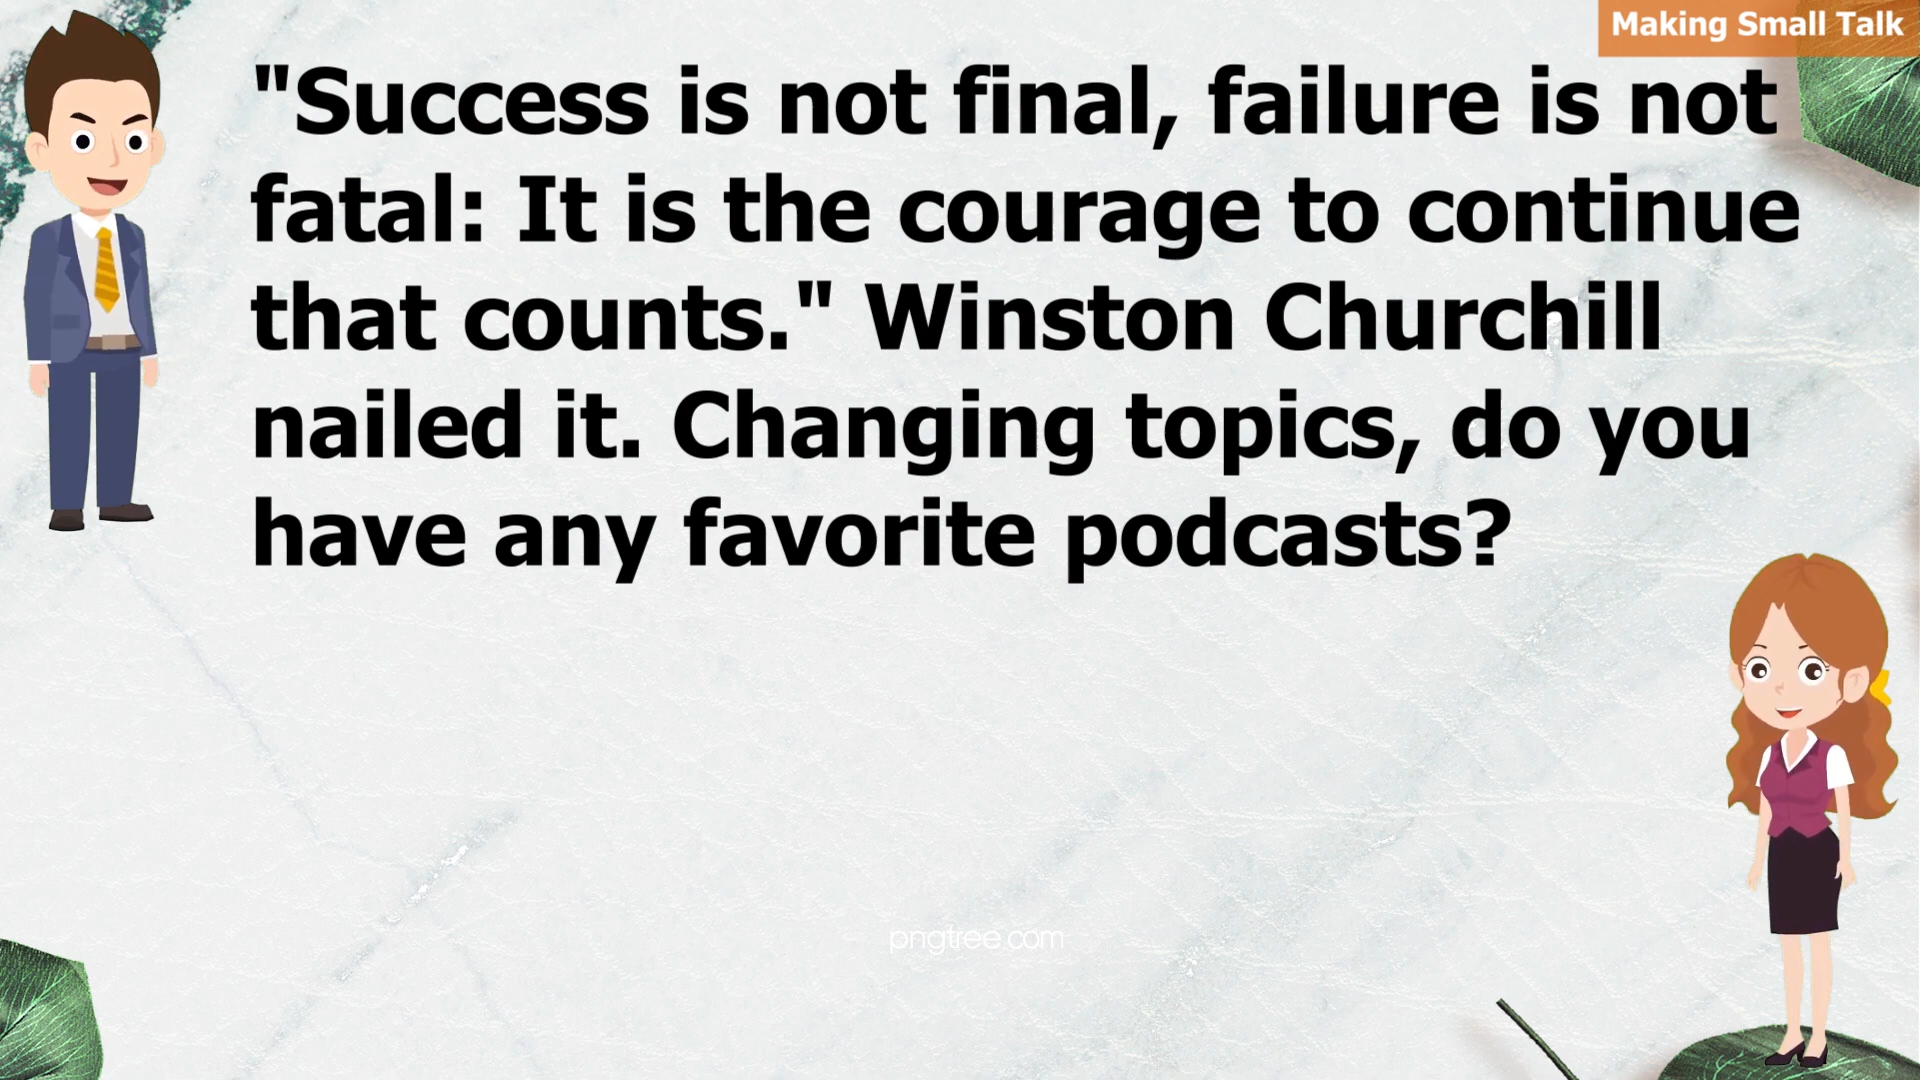 Making Small Talk
"Success is not final, failure is not
fatal: It is the courage to continue
that counts." Winston Churchill
nailed it. Changing topics, do you
have any favorite podcasts?
pngtree.com